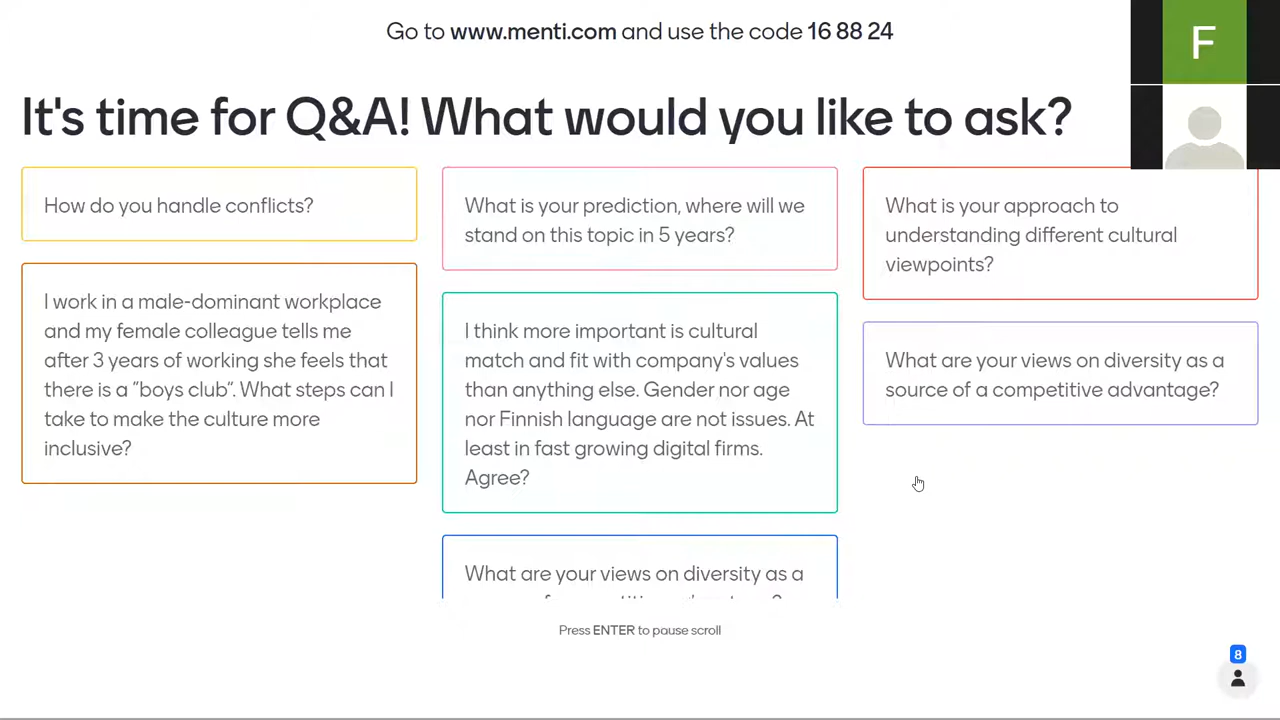 Go to www.menti.com and use the code 16 88 24
F
It's time for Q&A! What would you like to ask?
How do you handle conflicts?
I work in a male-dominant workplace
and my female colleague tells me
after 3 years of working she feels that
there is a “boys club“. What steps can I
take to make the culture more
inclusive?
What is your prediction, where will we
stand on this topic in 5 years?
I think more important is cultural
match and fit with company's values
than anything else. Gender nor age
nor Finnish language are not issues. At
least in fast growing digital firms.
Agree?
What are your views on diversity as a
What is your approach to
understanding different cultural
viewpoints?
What are your views on diversity as a
source of a competitive advantage?
Press ENTER to pause scroll
8